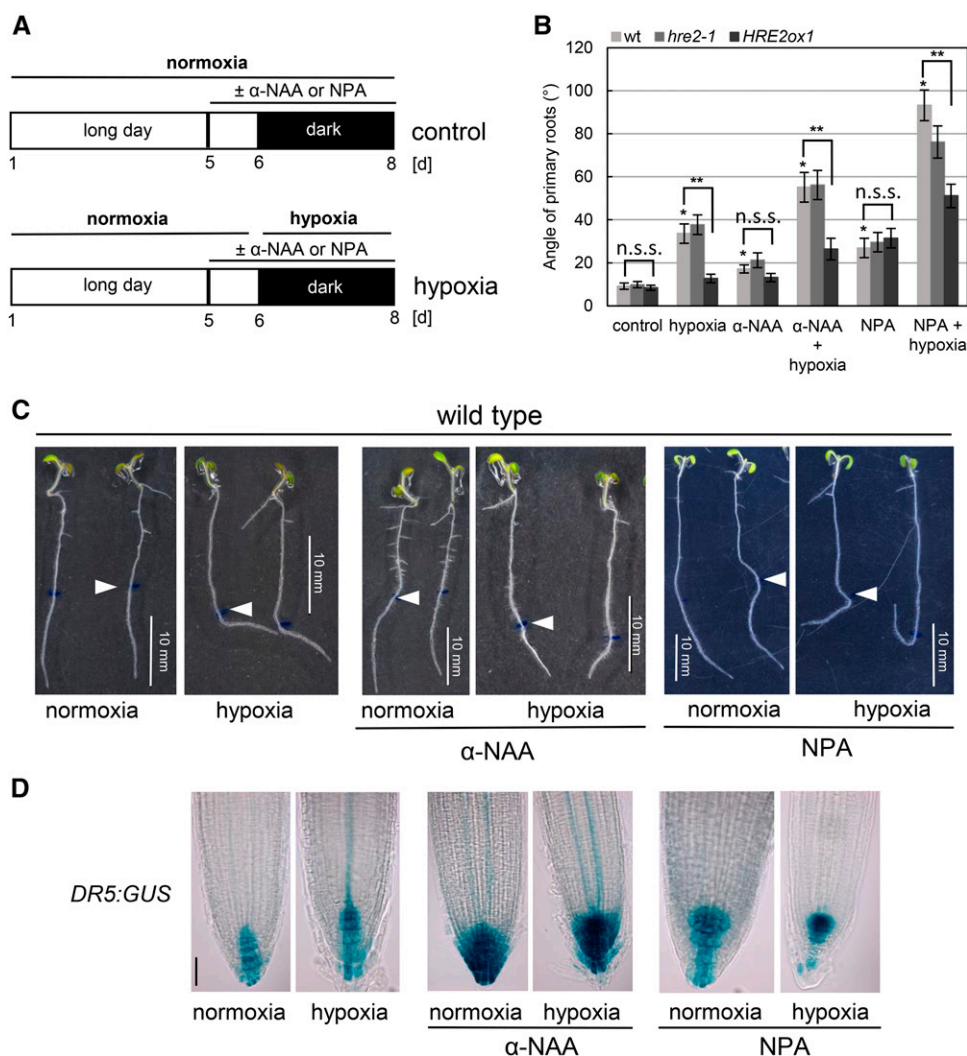 A
normoxia
± α-NAA or NPA
long day
dark
control
1
5
6
8
[d]
normoxia
hypoxia
± α-NAA or NPA
long day
dark
hypoxia
1
5
6
8
[d]
B
wt
hre2-1
HRE2ox1
Angle of primary roots (°)
120
100
80
60
40
20
0
n.s.s.
*
**
*
n.s.s.
*
**
*
n.s.s.
*
**
control
hypoxia
α-NAA
α-NAA
+
hypoxia
NPA
NPA +
hypoxia
C
wild type
10 mm
10 mm
10 mm
10 mm
10 mm
10 mm
normoxia
hypoxia
normoxia
hypoxia
normoxia
hypoxia
α-NAA
NPA
D
DR5:GUS
normoxia
hypoxia
normoxia
hypoxia
normoxia
hypoxia
α-NAA
NPA